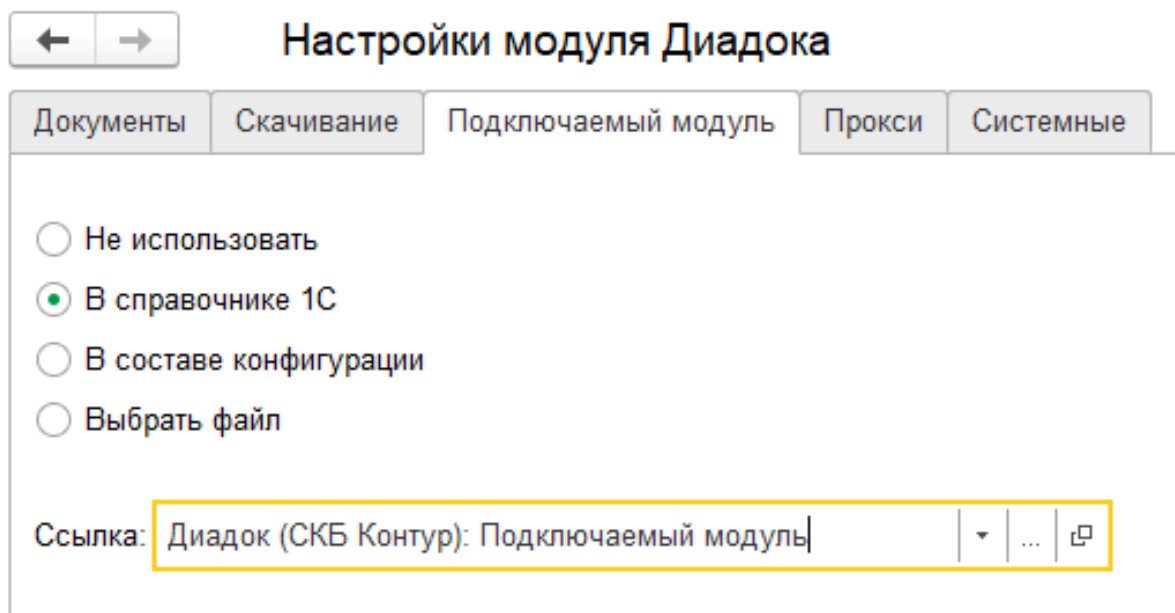 Настройки модуля Диадока
Документы Скачивание Подключаемый модуль Прокси Системные
Не использовать
В справочнике 1С
В составе конфигурации
Выбрать файл
Ссылка: Диадок (СКБ Контур): Подключаемый модуль ...